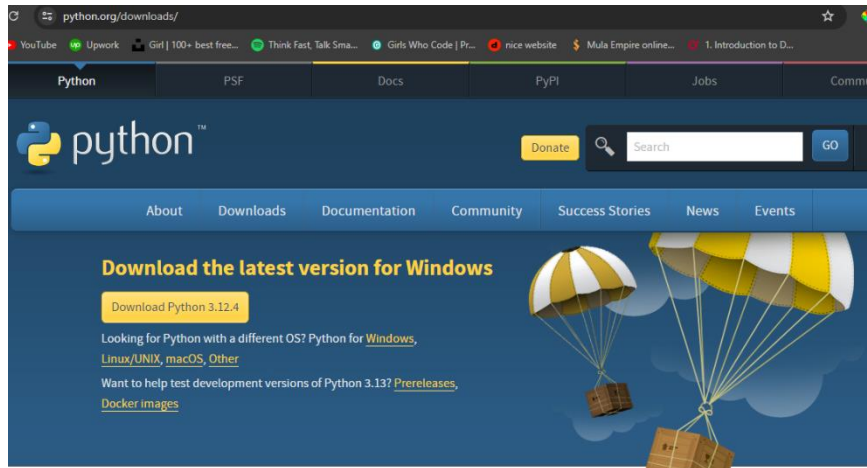 python.org/downloads/
YouTube Upwork Girl | 100+ best free... Think Fast, Talk Sma... Girls Who Code | Pr... nice website Mula Empire online... 1. Introduction to D...
Python PSF Docs PyPI Jobs Commu
python™ Donate Search GO
About Downloads Documentation Community Success Stories News Events
Download the latest version for Windows
Download Python 3.12.4
Looking for Python with a different OS? Python for Windows,
Linux/UNIX, macOS, Other
Want to help test development versions of Python 3.13? Prereleases,
Docker images